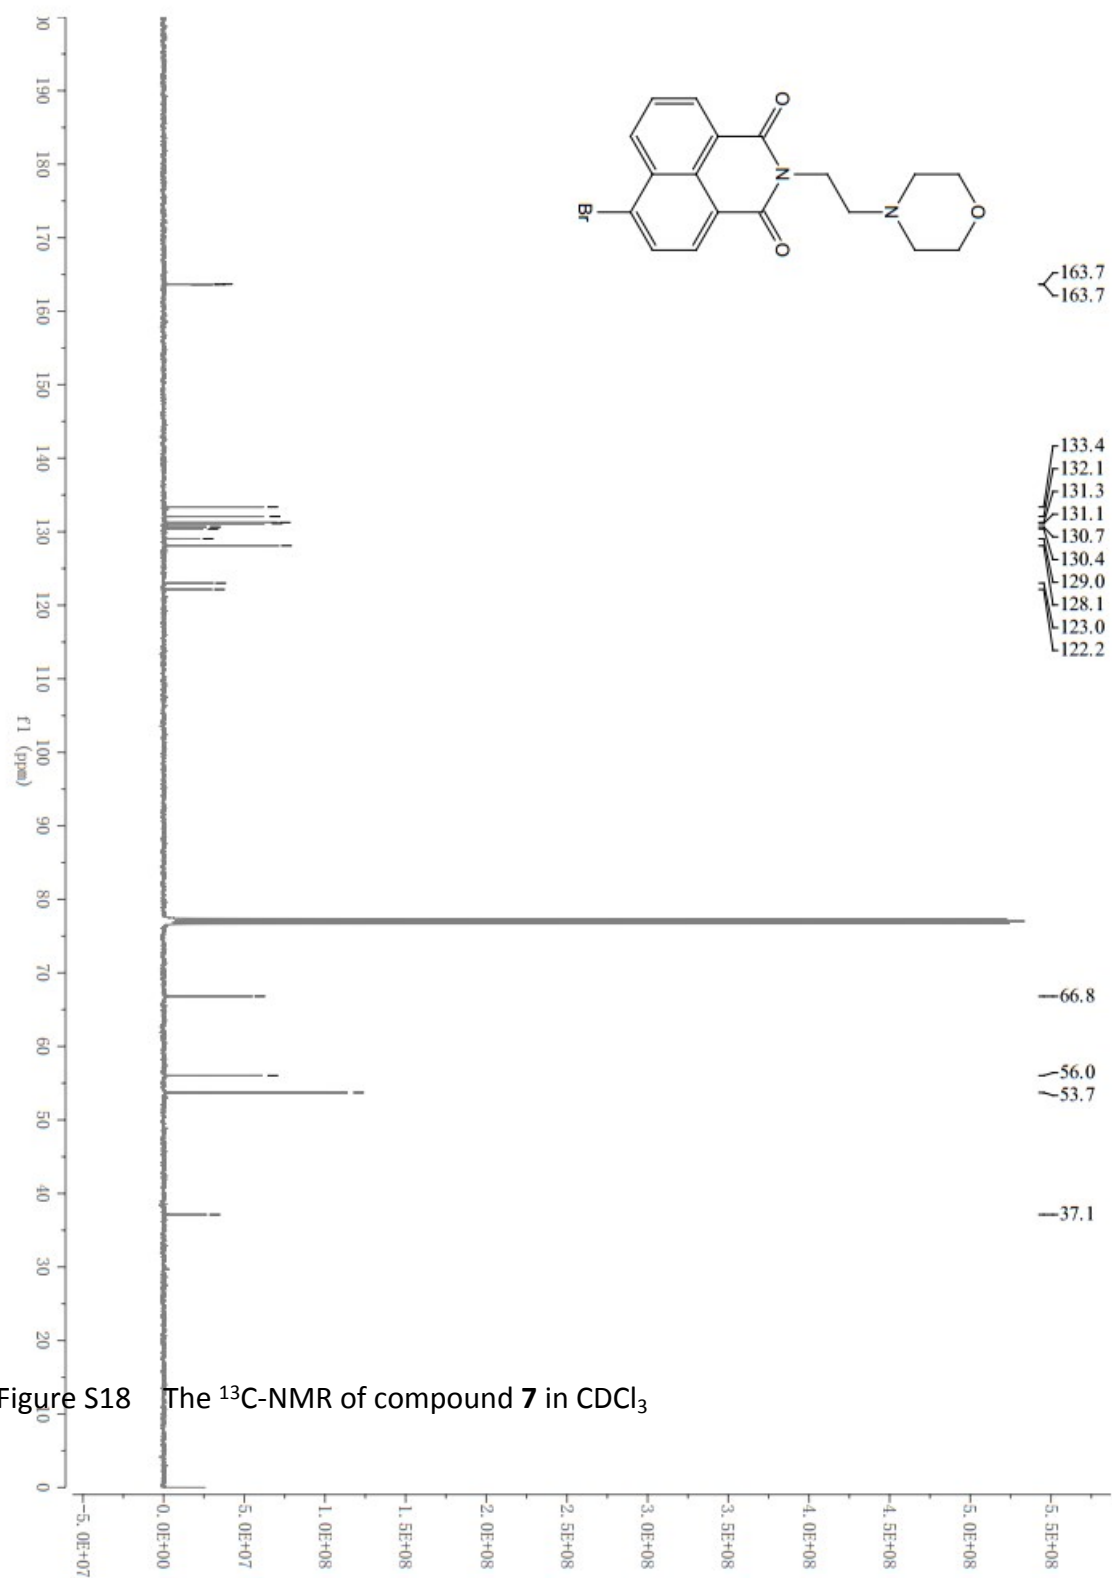 O
N
O
N
O
Br
163.7
163.7
133.4
132.1
131.3
131.1
130.7
130.4
129.0
128.1
123.0
122.2
66.8
56.0
53.7
37.1
00
190
180
170
160
150
140
130
120
110
100
90
80
70
60
50
40
30
20
10
0
f1 (ppm)
5.5E+08
5.0E+08
4.5E+08
4.0E+08
3.5E+08
3.0E+08
2.5E+08
2.0E+08
1.5E+08
1.0E+08
5.0E+07
0.0E+00
-5.0E+07
Figure S18 The ¹³C-NMR of compound 7 in CDCl₃